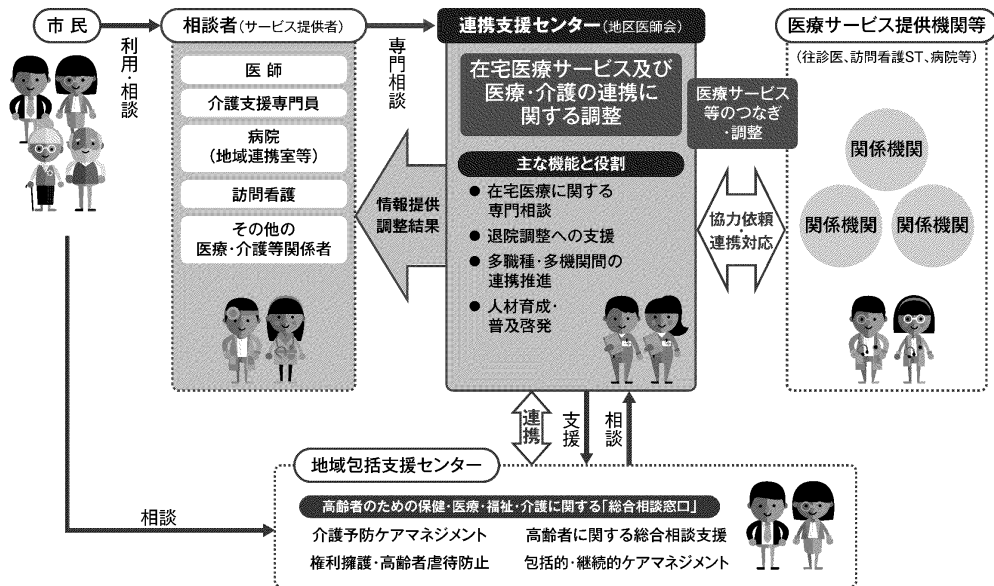 市民
利用・相談
相談者(サービス提供者)
医師
介護支援専門員
病院
(地域連携室等)
訪問看護
その他の
医療・介護等関係者
専門相談
情報提供
調整結果
連携支援センター(地区医師会)
在宅医療サービス及び
医療・介護の連携に
関する調整
主な機能と役割
● 在宅医療に関する
専門相談
● 退院調整への支援
● 多職種・多機関間の
連携推進
● 人材育成・
普及啓発
医療サービス
等のつなぎ
・調整
協力依頼
・
連携対応
医療サービス提供機関等
(往診医、訪問看護ST、病院等)
関係機関
関係機関
関係機関
連携
支援
相談
相談
地域包括支援センター
高齢者のための保健・医療・福祉・介護に関する「総合相談窓口」
介護予防ケアマネジメント
高齢者に関する総合相談支援
権利擁護・高齢者虐待防止
包括的・継続的ケアマネジメント